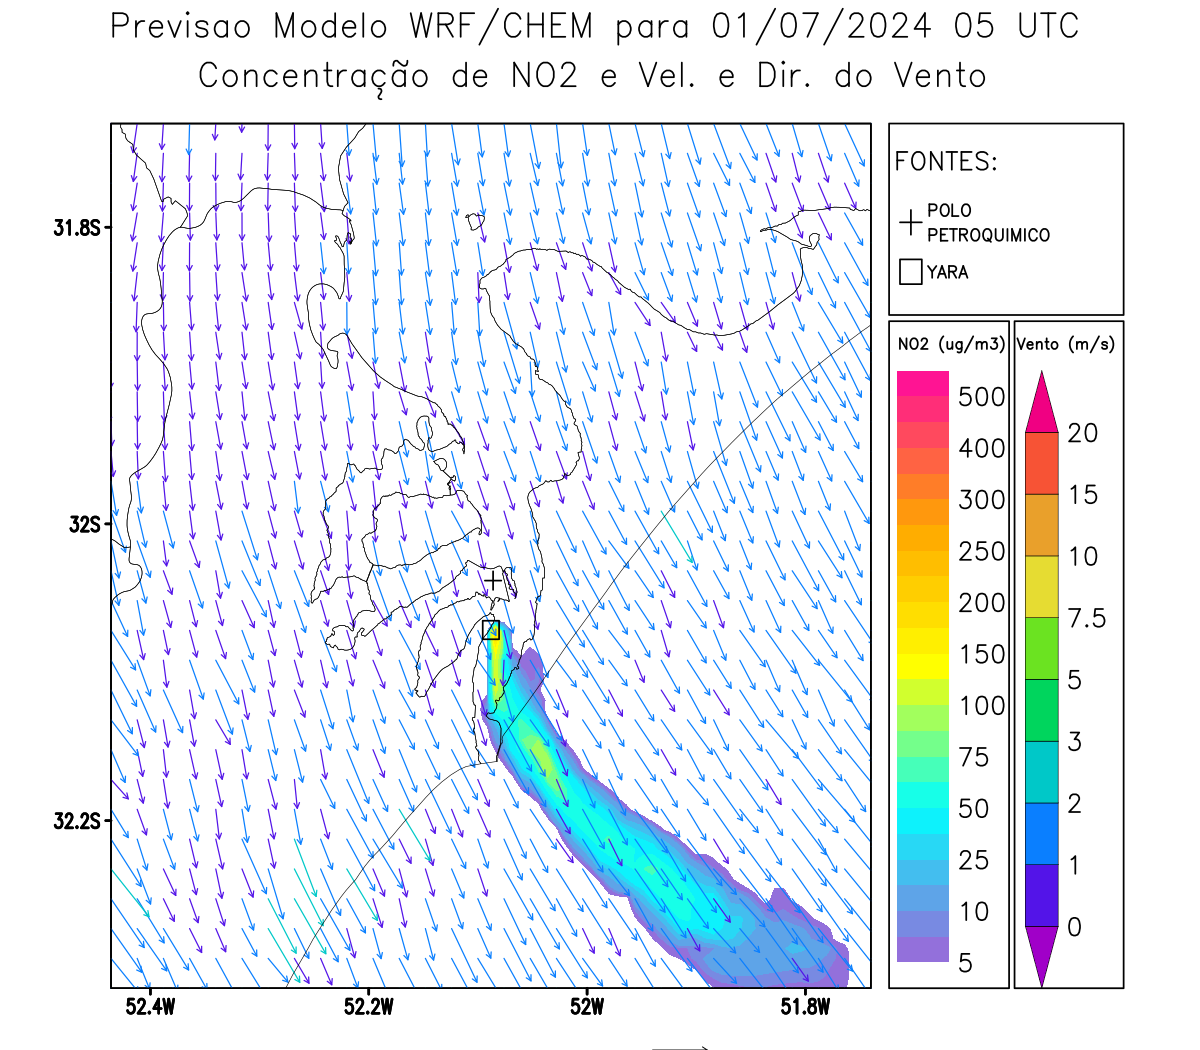 Previsao Modelo WRF/CHEM para 01/07/2024 05 UTC
Concentração de NO2 e Vel. e Dir. do Vento
FONTES:
POLO
PETROQUIMICO
YARA
NO2 (ug/m3)
500
400
300
250
200
150
100
75
50
25
10
5
Vento (m/s)
20
15
10
7.5
5
3
2
1
0
31.8S
32S
32.2S
52.4W
52.2W
52W
51.8W